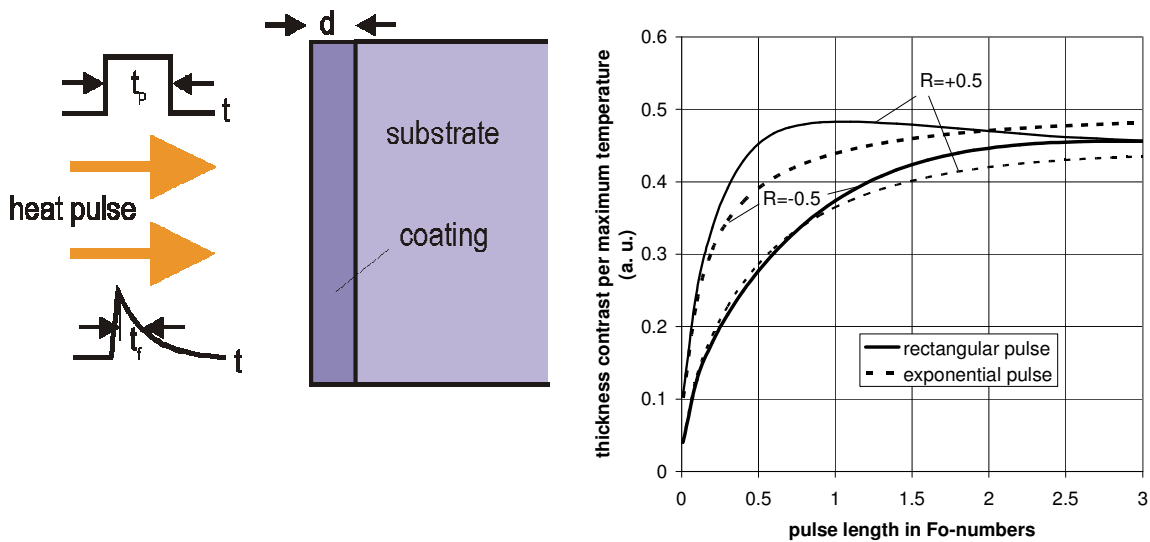 d
t_p
t
heat pulse
t_f
t
substrate
coating
thickness contrast per maximum temperature
(a. u.)
0.6
0.5
0.4
0.3
0.2
0.1
0
R=+0.5
R=-0.5
rectangular pulse
exponential pulse
0 0.5 1 1.5 2 2.5 3
pulse length in Fo-numbers